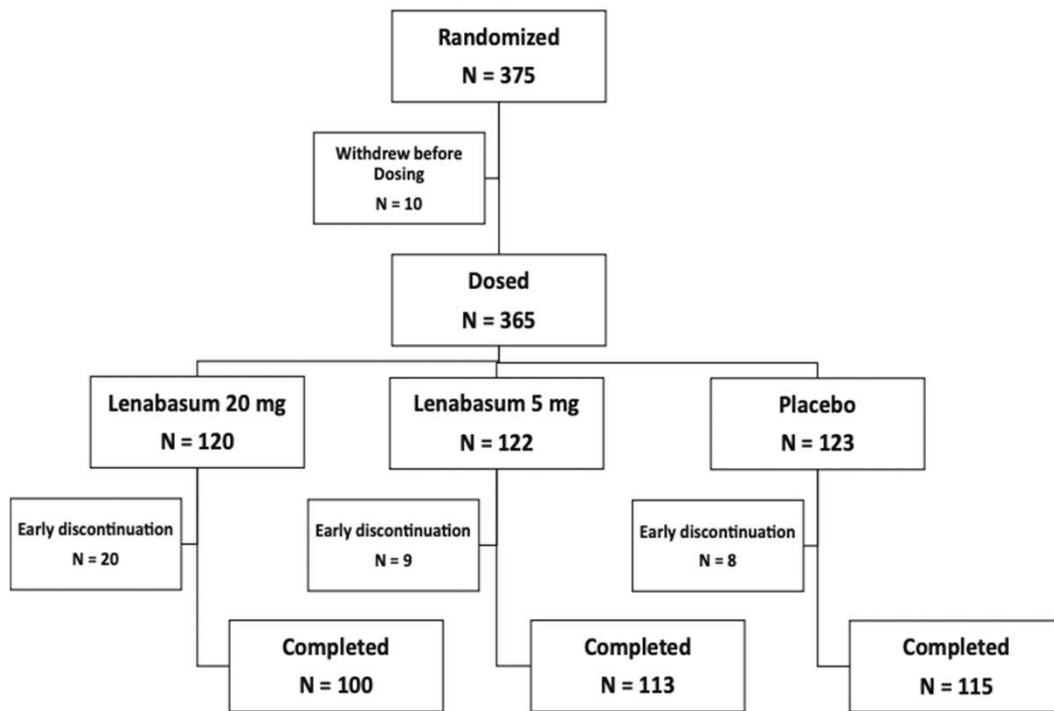 Randomized
N = 375
Withdrew before
Dosing
N = 10
Dosed
N = 365
Lenabasum 20 mg
N = 120
Lenabasum 5 mg
N = 122
Placebo
N = 123
Early discontinuation
N = 20
Early discontinuation
N = 9
Early discontinuation
N = 8
Completed
N = 100
Completed
N = 113
Completed
N = 115